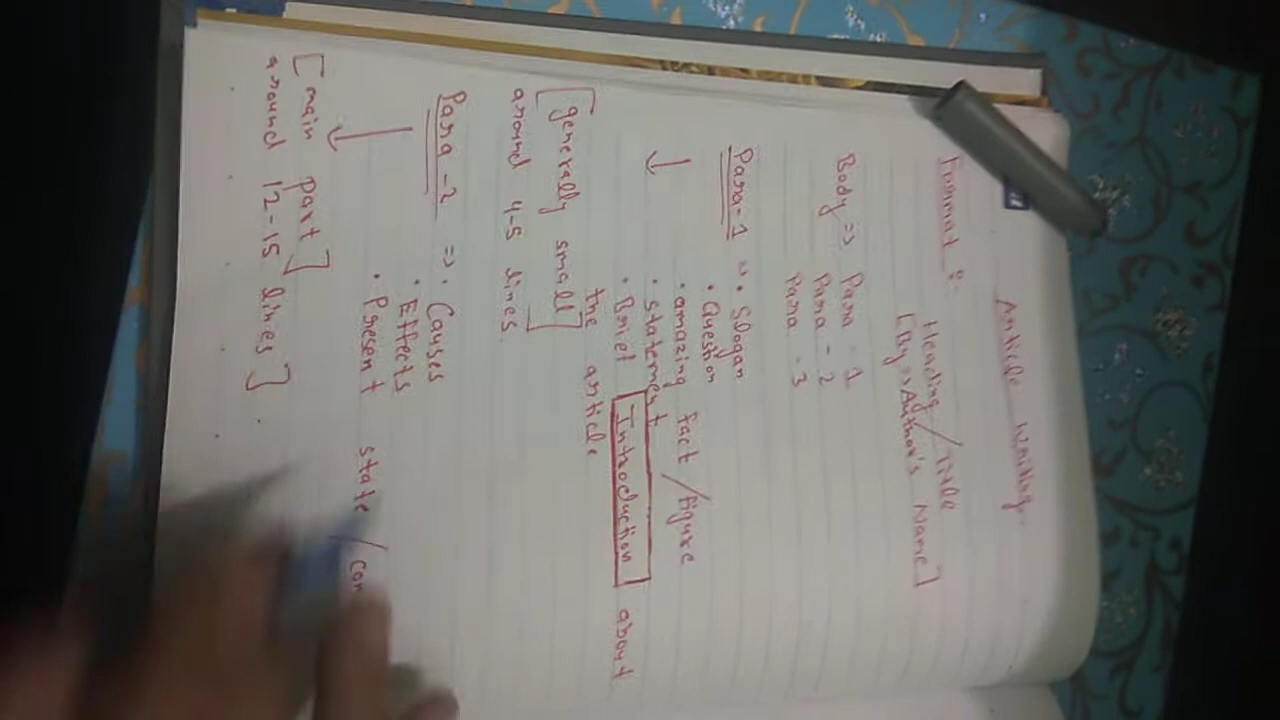 Article Writing.
Format :-
Heading / Title
[By => Author's Name]
Body => Para - 1
Para - 2
Para - 3
Para-1 => • Slogan
• Question
• amazing fact / figure
• statement
• Brief Introduction about
the article
[generally small]
around 4-5 lines.
Para -2 => • Causes
• Effects
• Present state /
[main part]
around 12-15 lines]